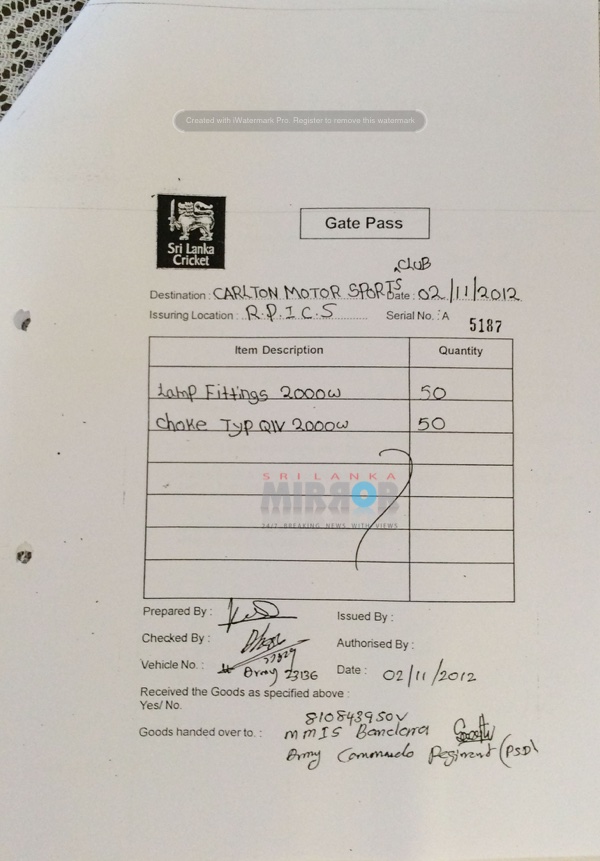 Created with iWatermark Pro. Register to remove this watermark.
Sri Lanka
Cricket
Gate Pass
Destination : CARLTON MOTOR SPORTS CLUB Date : 02/11/2012
Issuring Location : R.P.I.C.S Serial No. : A 5187
Item Description Quantity
Lamp Fittings 2000W 50
Choke Typ QIV 2000W 50
SRI LANKA
MIRROR
24/7 BREAKING NEWS WITH VIEWS
Prepared By : Issued By :
Checked By : Authorised By :
Vehicle No. : Army 23136 Date : 02/11/2012
Received the Goods as specified above :
Yes/ No.
810843950V
Goods handed over to. : MMIS Bandara
Army Commando Regiment (PSD)